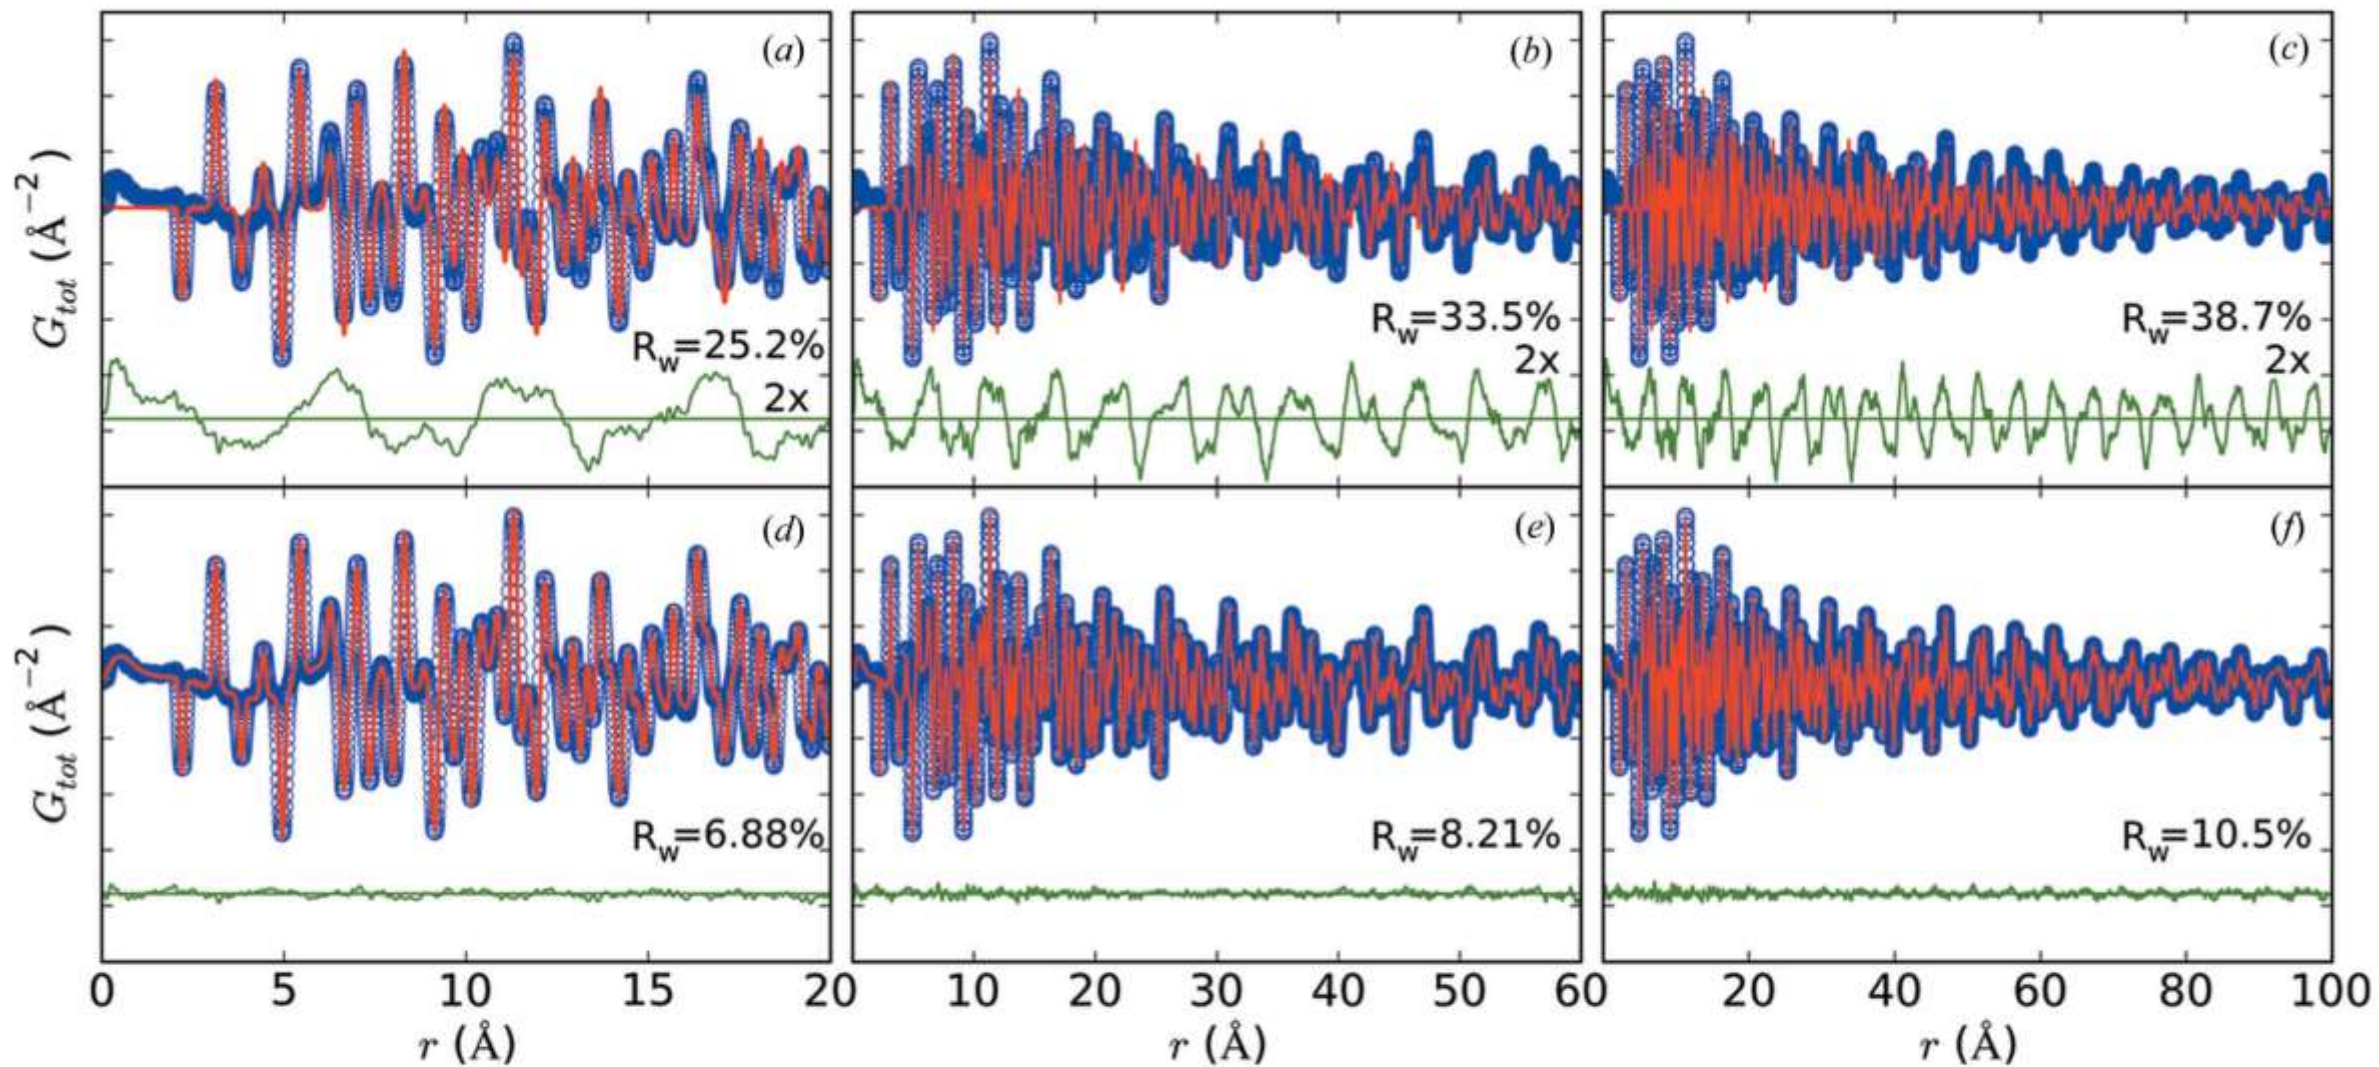 (a)
(b)
(c)
G_tot (Å⁻²)
R_w=25.2%
2x
R_w=33.5%
2x
R_w=38.7%
2x
(d)
(e)
(f)
G_tot (Å⁻²)
R_w=6.88%
R_w=8.21%
R_w=10.5%
0 5 10 15 20
10 20 30 40 50 60
20 40 60 80 100
r (Å)
r (Å)
r (Å)